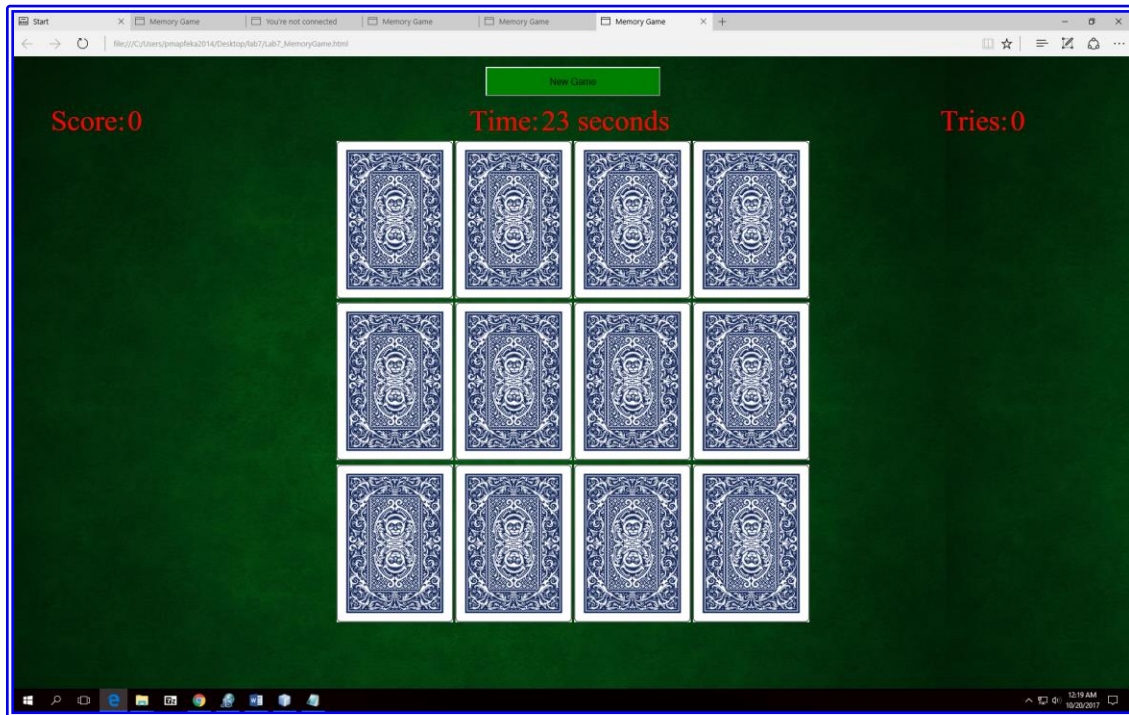 Start
Memory Game
You're not connected
Memory Game
Memory Game
Memory Game
file:///C:/Users/pmapfeka2014/Desktop/lab7/Lab7_MemoryGame.html
New Game
Score:0
Time:23 seconds
Tries:0
12:19 AM
10/20/2017